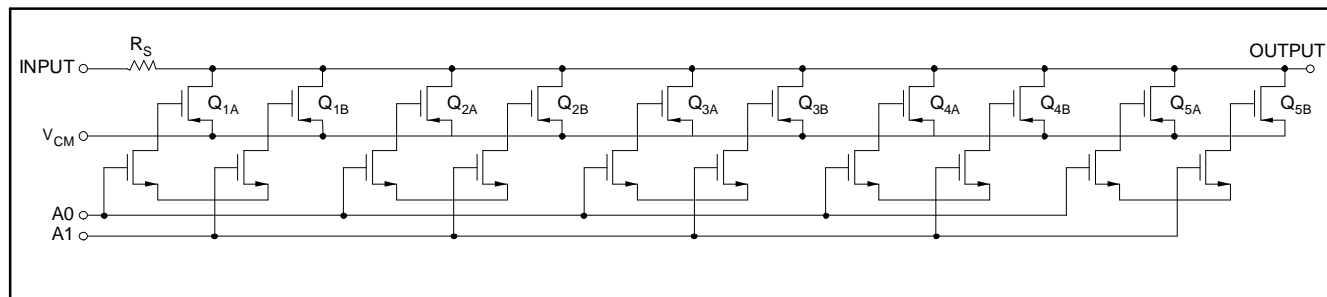 R_S
INPUT
OUTPUT
Q_1A Q_1B Q_2A Q_2B Q_3A Q_3B Q_4A Q_4B Q_5A Q_5B
V_CM
A0
A1